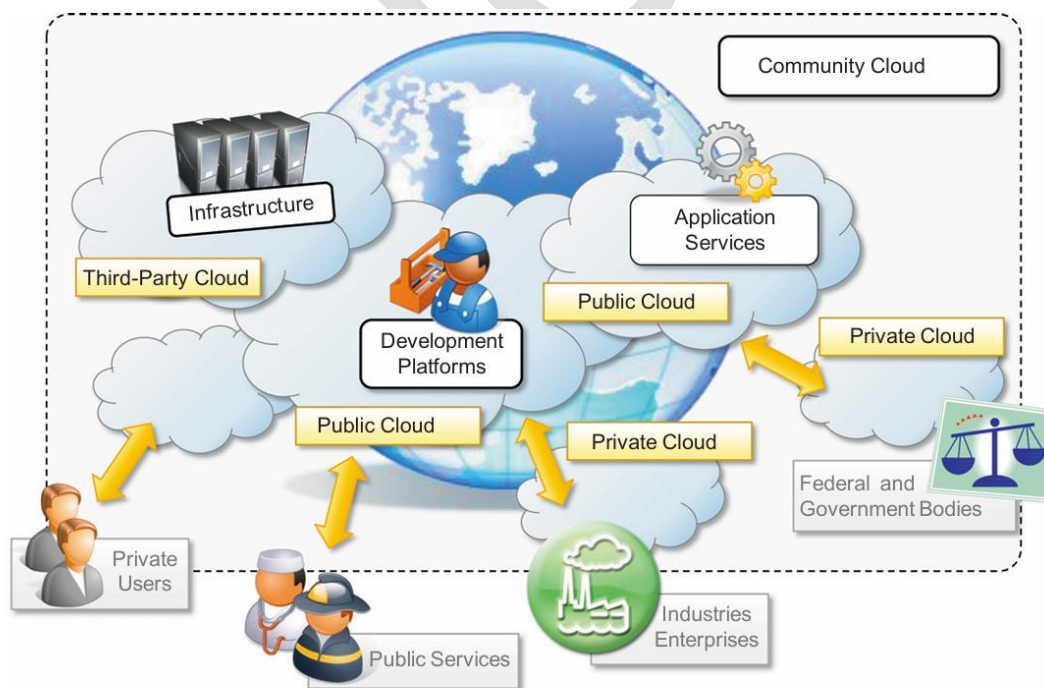 Community Cloud
Infrastructure
Application
Services
Third-Party Cloud
Public Cloud
Development
Platforms
Private Cloud
Public Cloud
Private Cloud
Federal and
Government Bodies
Private
Users
Industries
Enterprises
Public Services